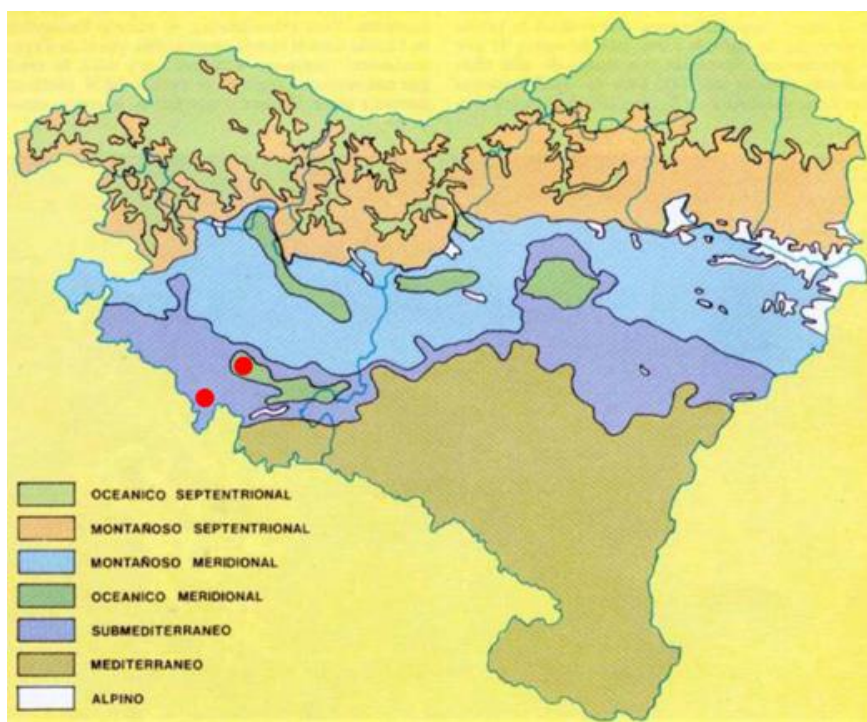 OCEANICO SEPTENTRIONAL
MONTAÑOSO SEPTENTRIONAL
MONTAÑOSO MERIDIONAL
OCEANICO MERIDIONAL
SUBMEDITERRANEO
MEDITERRANEO
ALPINO